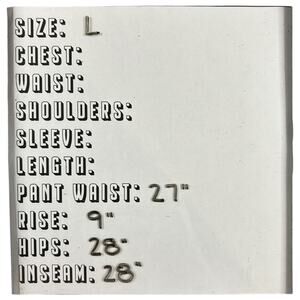 SIZE: L
CHEST:
WAIST:
SHOULDERS:
SLEEVE:
LENGTH:
PANT WAIST: 27"
RISE: 9"
HIPS: 28"
INSEAM: 28"